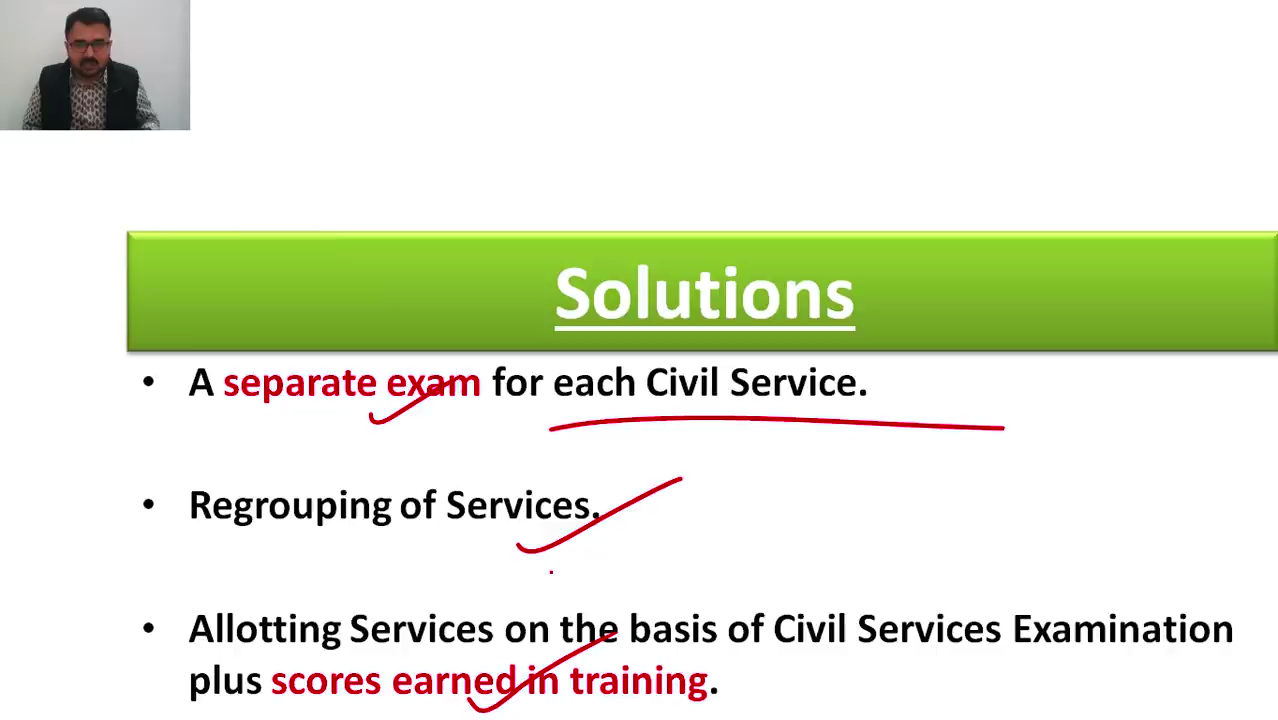 Solutions
• A separate exam for each Civil Service.
• Regrouping of Services.
• Allotting Services on the basis of Civil Services Examination
plus scores earned in training.